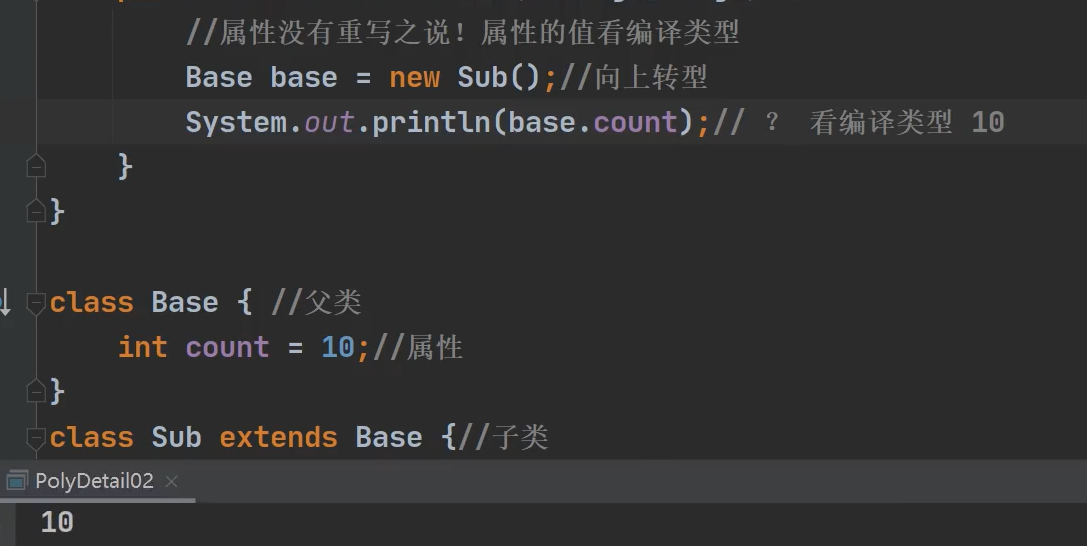 //属性没有重写之说！属性的值看编译类型
Base base = new Sub();//向上转型
System.out.println(base.count);// ？ 看编译类型 10
}
}
class Base { //父类
int count = 10;//属性
}
class Sub extends Base {//子类
PolyDetail02
10